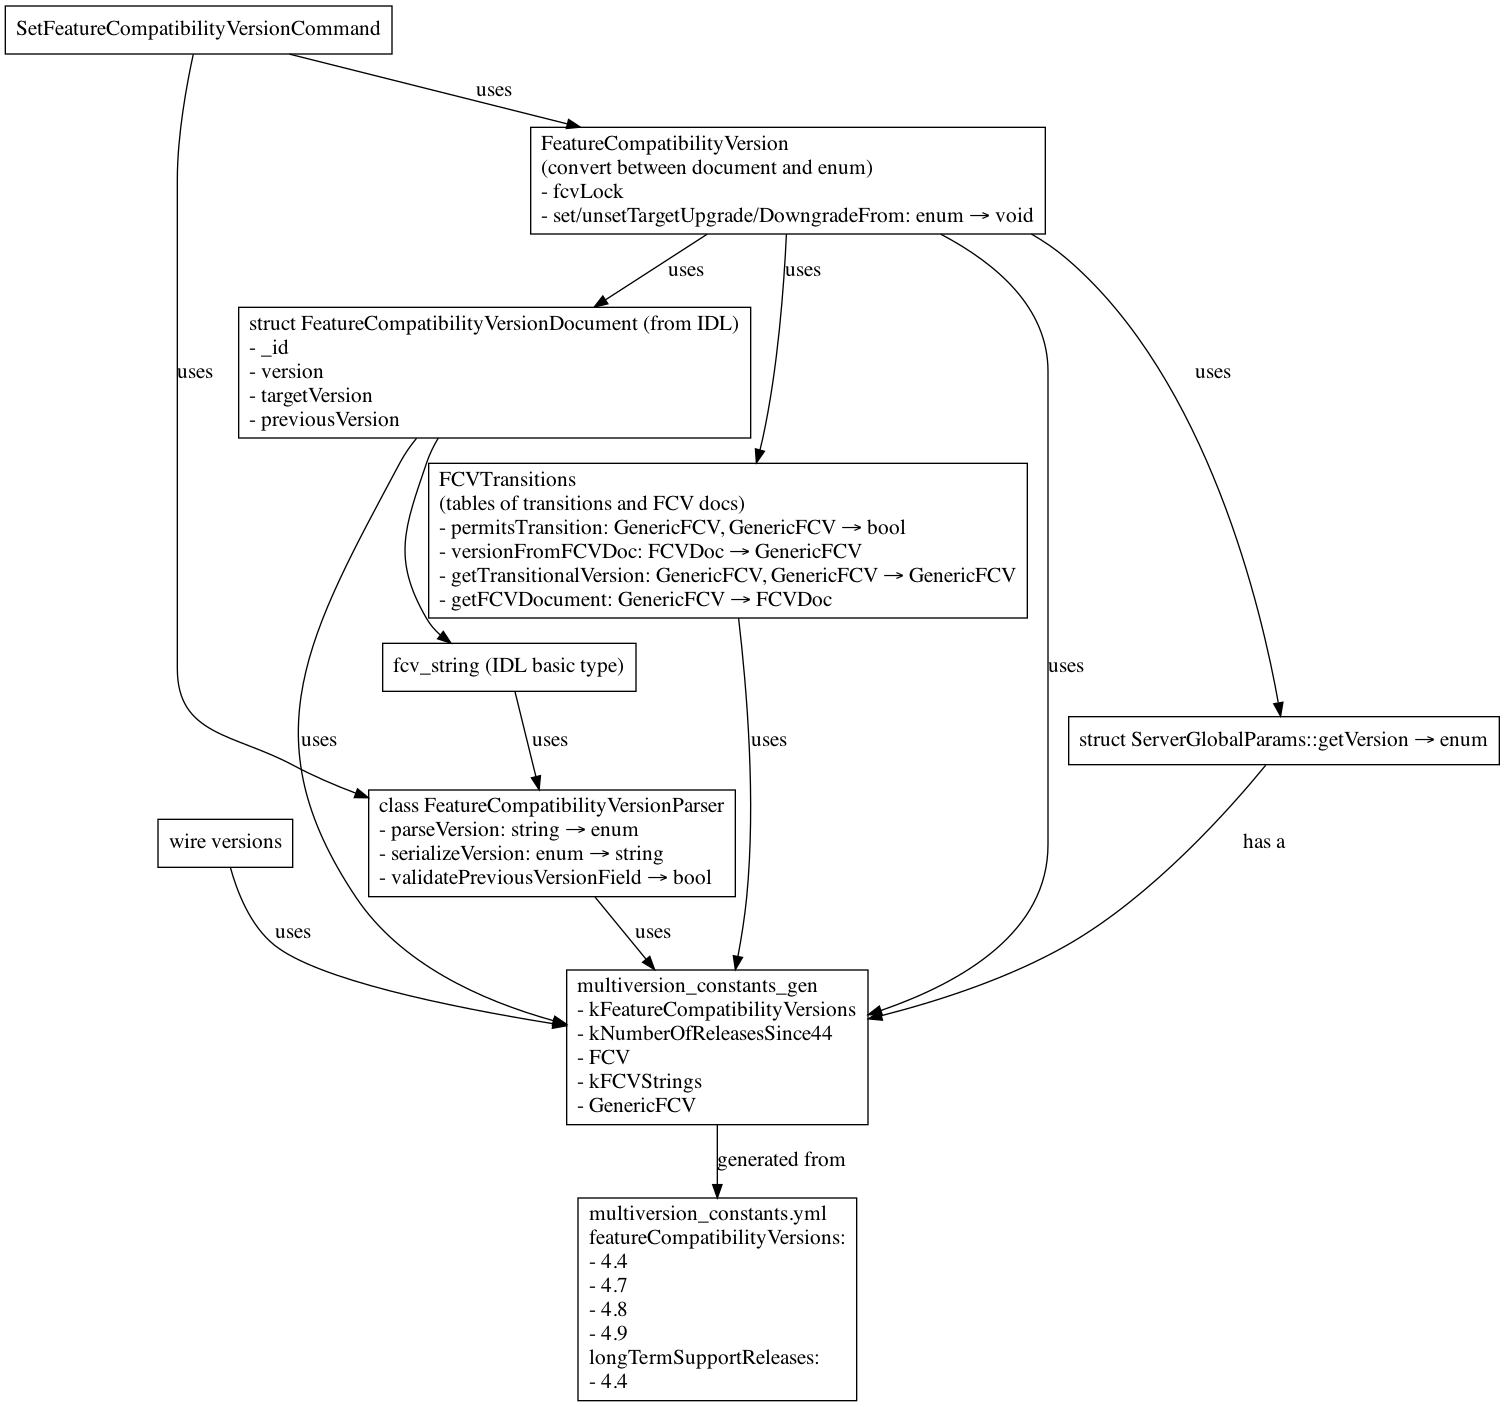 SetFeatureCompatibilityVersionCommand
uses
FeatureCompatibilityVersion
(convert between document and enum)
- fcvLock
- set/unsetTargetUpgrade/DowngradeFrom: enum → void
uses
uses
struct FeatureCompatibilityVersionDocument (from IDL)
- _id
- version
- targetVersion
- previousVersion
uses
uses
FCVTransitions
(tables of transitions and FCV docs)
- permitsTransition: GenericFCV, GenericFCV → bool
- versionFromFCVDoc: FCVDoc → GenericFCV
- getTransitionalVersion: GenericFCV, GenericFCV → GenericFCV
- getFCVDocument: GenericFCV → FCVDoc
fcv_string (IDL basic type)
uses
struct ServerGlobalParams::getVersion → enum
uses
uses
uses
class FeatureCompatibilityVersionParser
- parseVersion: string → enum
- serializeVersion: enum → string
- validatePreviousVersionField → bool
wire versions
has a
uses
uses
multiversion_constants_gen
- kFeatureCompatibilityVersions
- kNumberOfReleasesSince44
- FCV
- kFCVStrings
- GenericFCV
generated from
multiversion_constants.yml
featureCompatibilityVersions:
- 4.4
- 4.7
- 4.8
- 4.9
longTermSupportReleases:
- 4.4